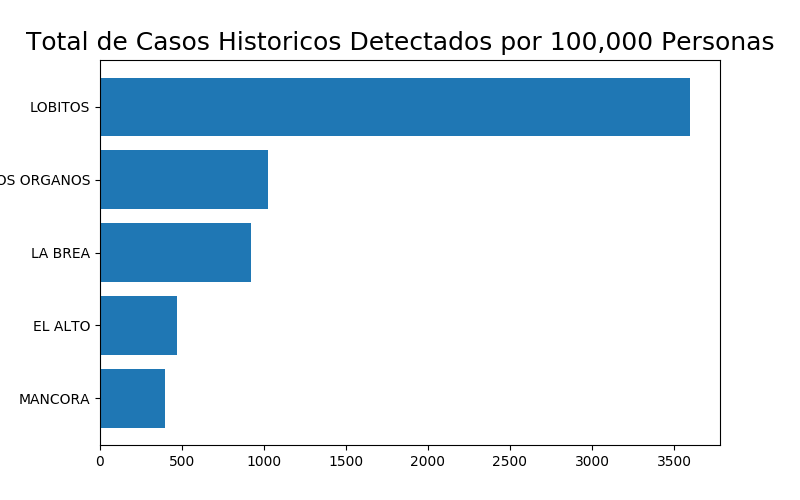 Total de Casos Historicos Detectados por 100,000 Personas
LOBITOS
OS ORGANOS
LA BREA
EL ALTO
MANCORA
0 500 1000 1500 2000 2500 3000 3500